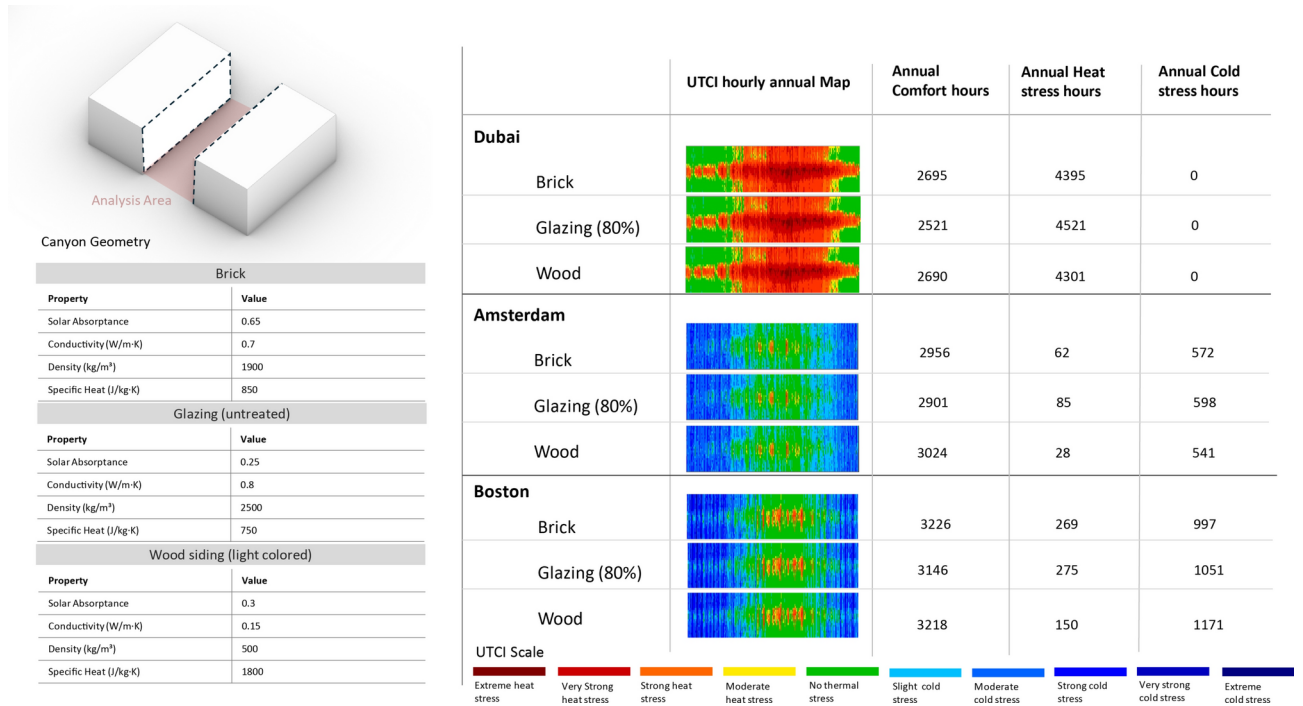 Analysis Area
Canyon Geometry
Brick
Property Value
Solar Absorptance 0.65
Conductivity (W/m·K) 0.7
Density (kg/m³) 1900
Specific Heat (J/kg·K) 850
Glazing (untreated)
Property Value
Solar Absorptance 0.25
Conductivity (W/m·K) 0.8
Density (kg/m³) 2500
Specific Heat (J/kg·K) 750
Wood siding (light colored)
Property Value
Solar Absorptance 0.3
Conductivity (W/m·K) 0.15
Density (kg/m³) 500
Specific Heat (J/kg·K) 1800
UTCI hourly annual Map
Annual
Comfort hours
Annual Heat
stress hours
Annual Cold
stress hours
Dubai
Brick 2695 4395 0
Glazing (80%) 2521 4521 0
Wood 2690 4301 0
Amsterdam
Brick 2956 62 572
Glazing (80%) 2901 85 598
Wood 3024 28 541
Boston
Brick 3226 269 997
Glazing (80%) 3146 275 1051
Wood 3218 150 1171
UTCI Scale
Extreme heat
stress
Very Strong
heat stress
Strong heat
stress
Moderate
heat stress
No thermal
stress
Slight cold
stress
Moderate
cold stress
Strong cold
stress
Very strong
cold stress
Extreme
cold stress